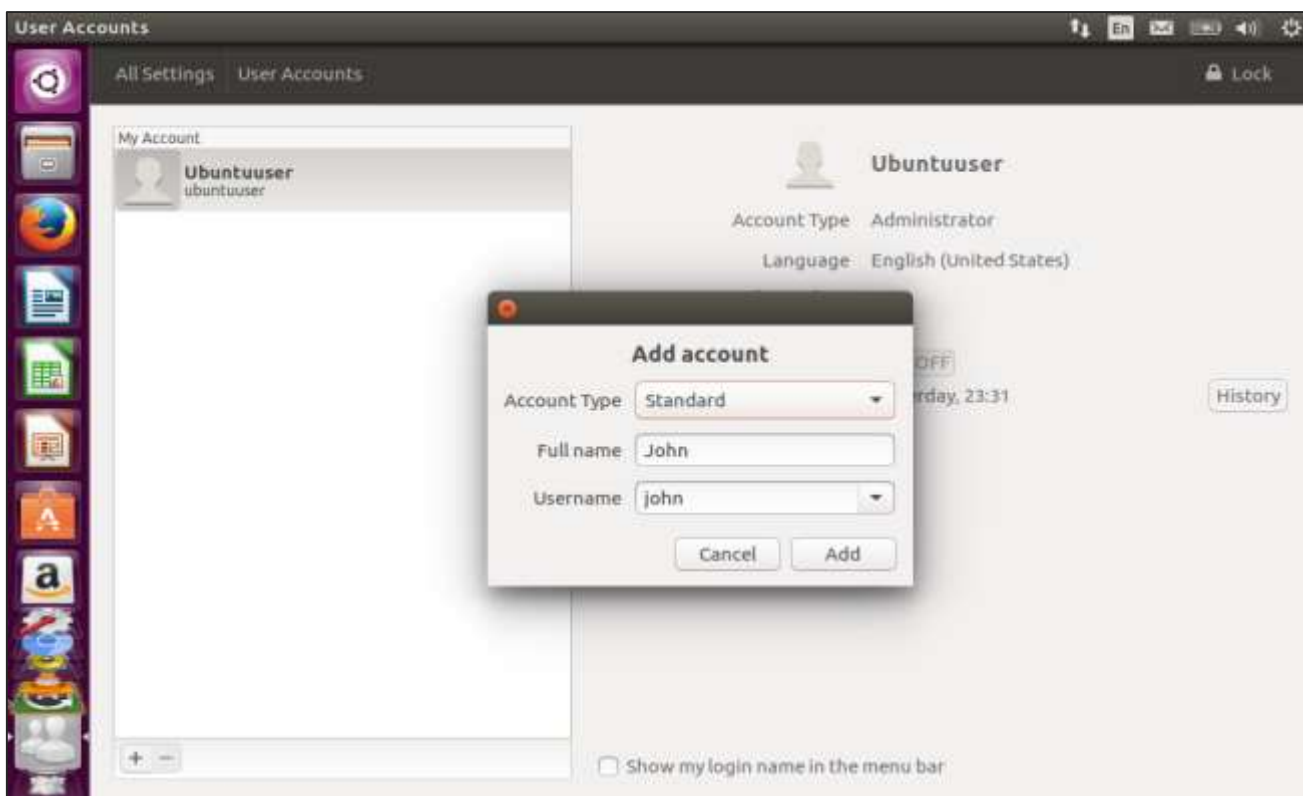 User Accounts
En
All Settings User Accounts
Lock
My Account
Ubuntuuser
ubuntuuser
Ubuntuuser
Account Type Administrator
Language English (United States)
OFF
rday, 23:31 History
Add account
Account Type Standard
Full name John
Username john
Cancel Add
+ −
Show my login name in the menu bar